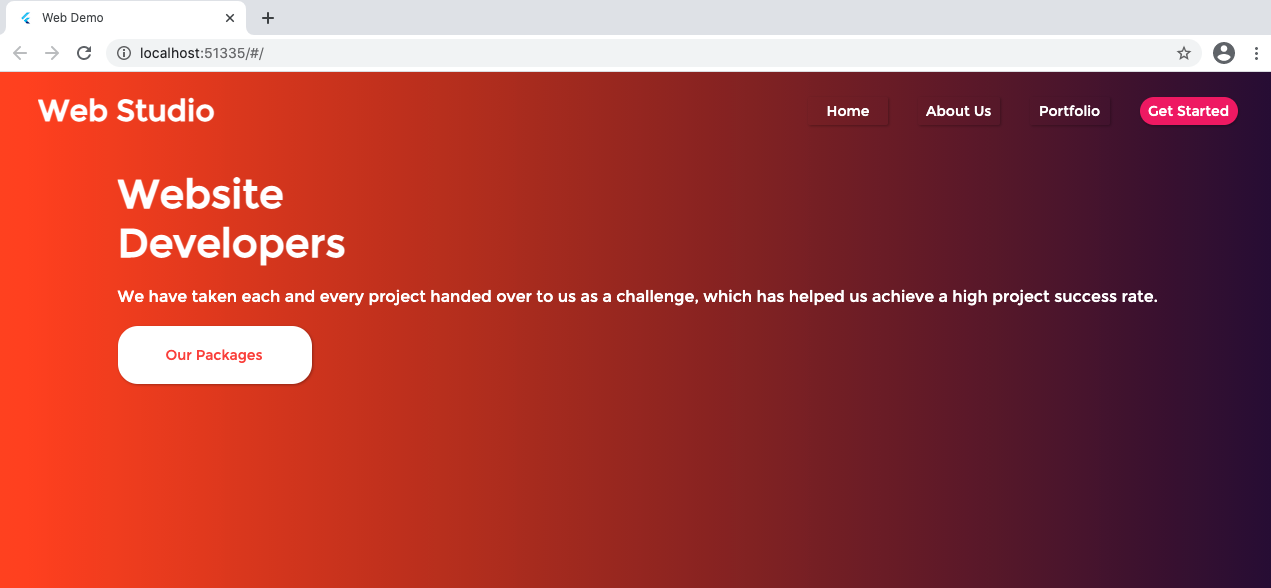 Web Demo
localhost:51335/#/
Web Studio
Home
About Us
Portfolio
Get Started
Website
Developers
We have taken each and every project handed over to us as a challenge, which has helped us achieve a high project success rate.
Our Packages